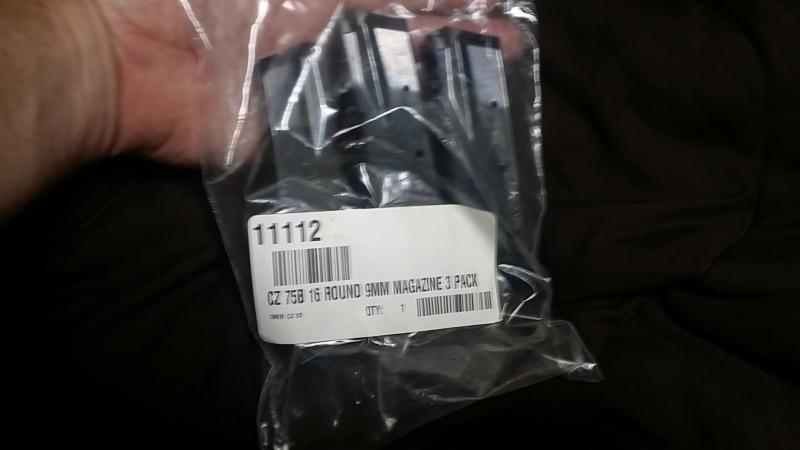 11112
CZ 75B 16 ROUND 9MM MAGAZINE 3 PACK
QTY: 1